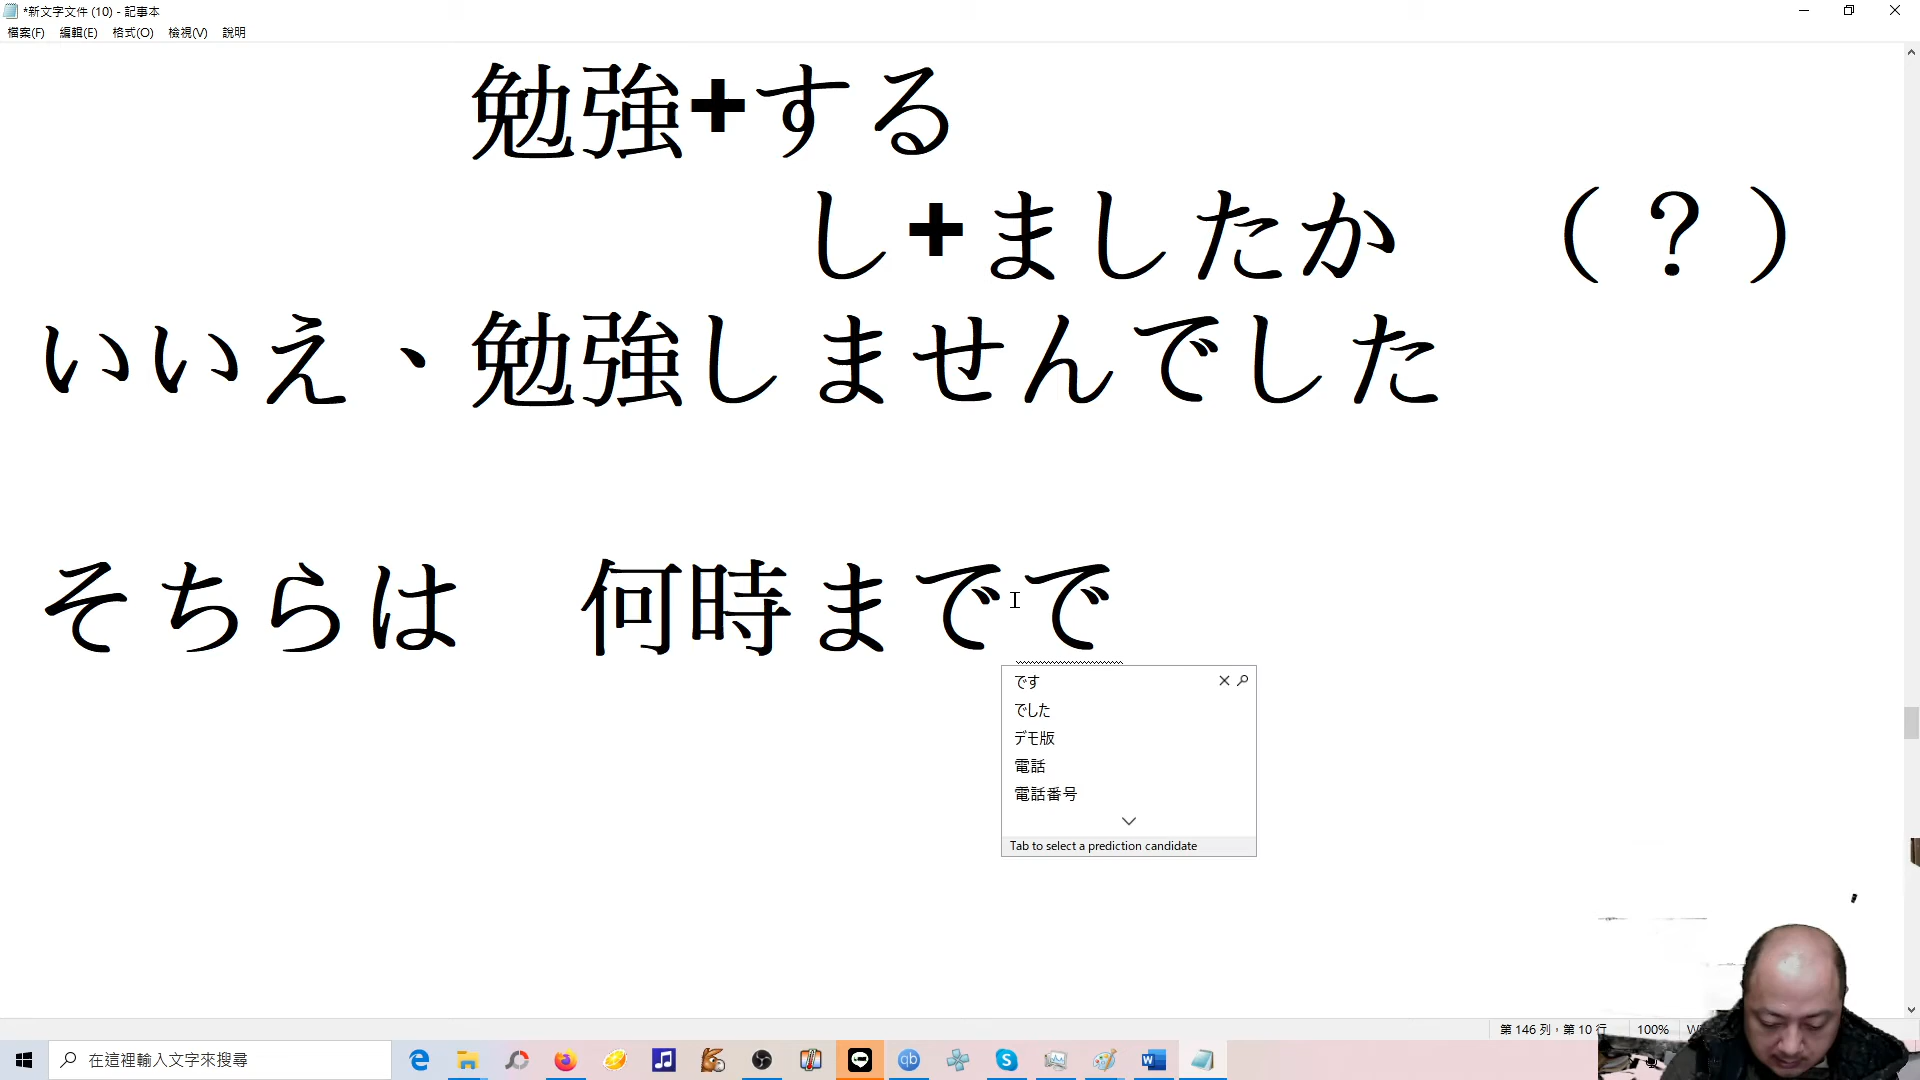 *新文字文件 (10) - 記事本
檔案(F) 編輯(E) 格式(O) 檢視(V) 說明
勉強+する
し+ましたか （？）
いいえ、勉強しませんでした
そちらは 何時までで
です
でした
デモ版
電話
電話番号
Tab to select a prediction candidate
第 146 列，第 10 行 100% W
在這裡輸入文字來搜尋